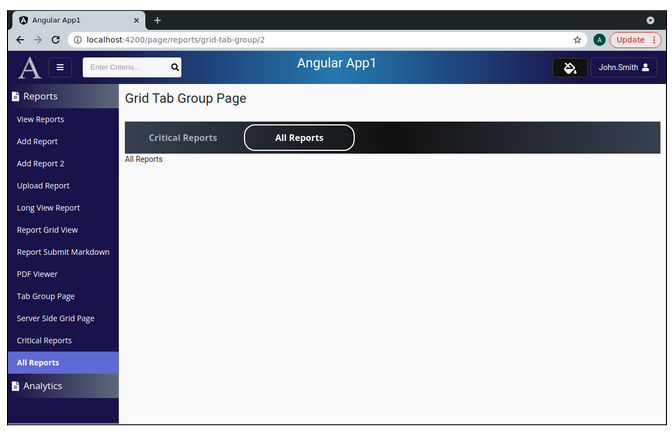 Angular App1
localhost:4200/page/reports/grid-tab-group/2
A
Update
A
Enter Criteria...
Angular App1
John.Smith
Reports
View Reports
Add Report
Add Report 2
Upload Report
Long View Report
Report Grid View
Report Submit Markdown
PDF Viewer
Tab Group Page
Server Side Grid Page
Critical Reports
All Reports
Analytics
Grid Tab Group Page
Critical Reports
All Reports
All Reports